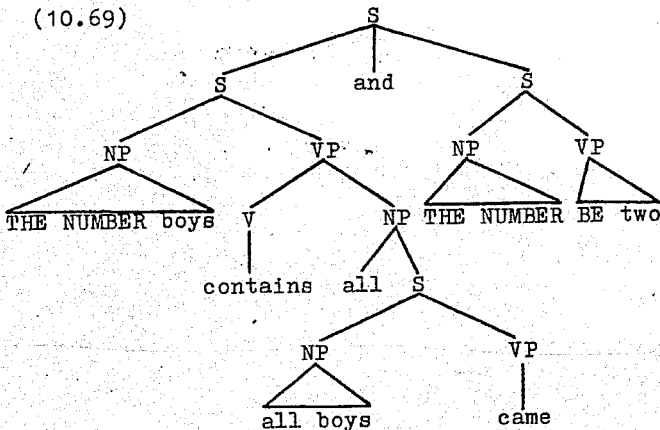 (10.69)
S
S and S
NP VP NP VP
THE NUMBER boys V NP THE NUMBER BE two
contains all S
NP VP
all boys came